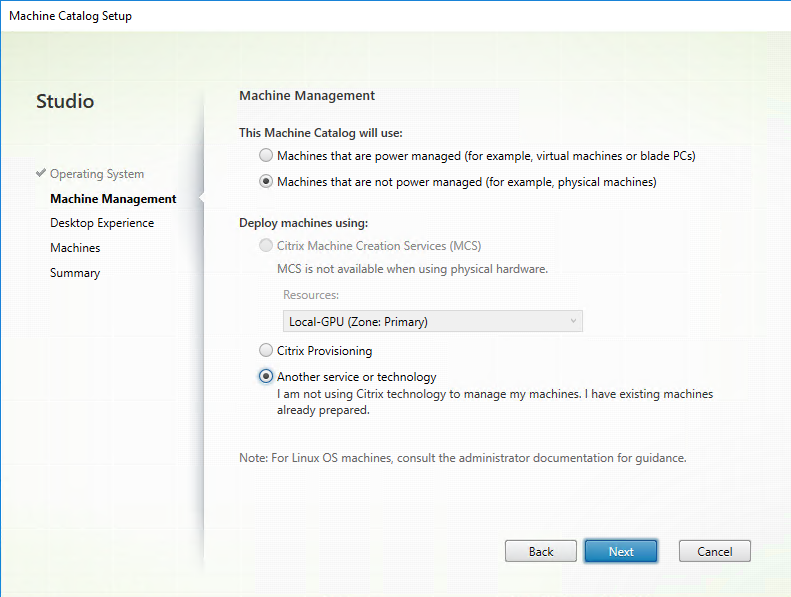 Machine Catalog Setup
Studio
Operating System
Machine Management
Desktop Experience
Machines
Summary
Machine Management
This Machine Catalog will use:
Machines that are power managed (for example, virtual machines or blade PCs)
Machines that are not power managed (for example, physical machines)
Deploy machines using:
Citrix Machine Creation Services (MCS)
MCS is not available when using physical hardware.
Resources:
Local-GPU (Zone: Primary)
Citrix Provisioning
Another service or technology
I am not using Citrix technology to manage my machines. I have existing machines
already prepared.
Note: For Linux OS machines, consult the administrator documentation for guidance.
Back
Next
Cancel